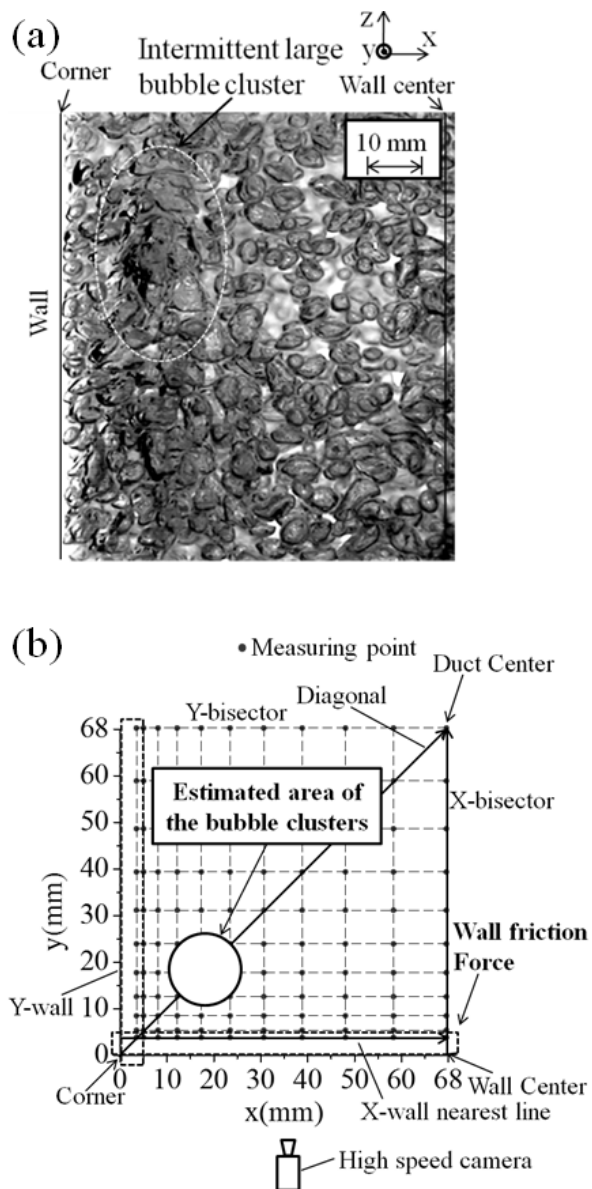 (a)
Z
y
X
Intermittent large
bubble cluster
Corner
Wall center
10 mm
Wall
(b)
• Measuring point
Duct Center
Diagonal
Y-bisector
68
60
50
40
30
20
10
0
y(mm)
Estimated area of
the bubble clusters
X-bisector
Wall friction
Force
Y-wall
Corner
0 10 20 30 40 50 60 68
x(mm)
Wall Center
X-wall nearest line
High speed camera